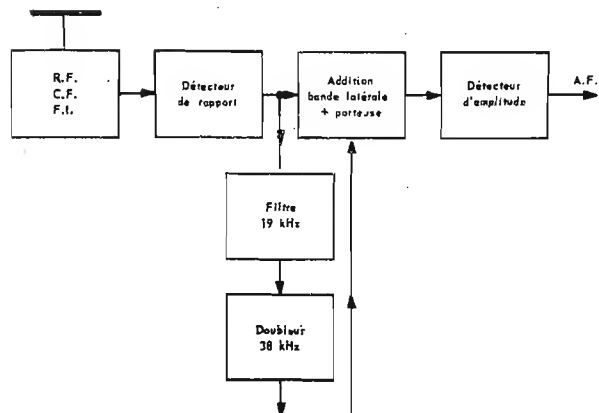 R.F.
C.F.
F.I.
Détecteur
de rapport
Addition
bande latérale
+ porteuse
Détecteur
d'amplitude
A.F.
Filtre
19 kHz
Doubleur
38 kHz